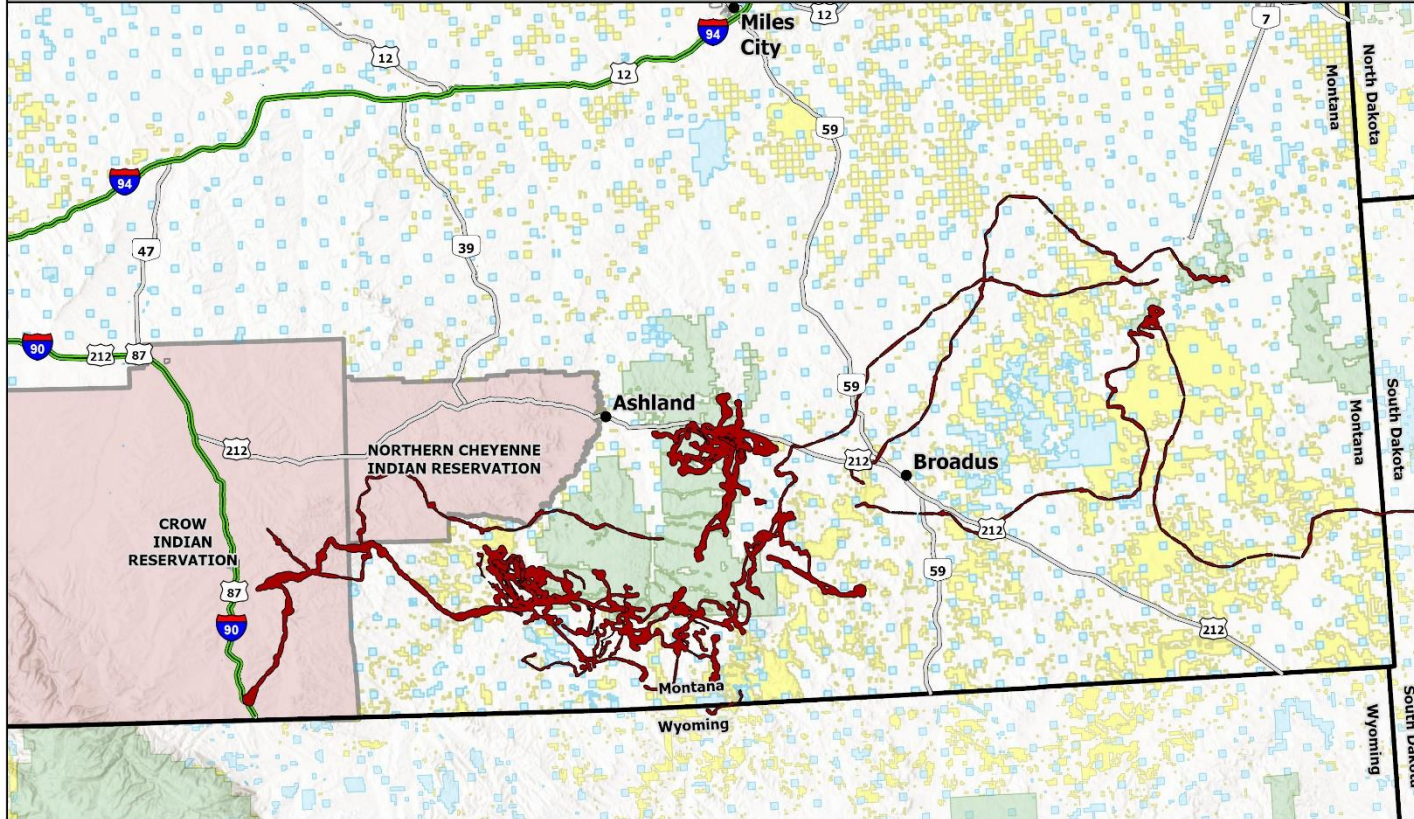 Miles
City
12
7
94
12
12
59
North Dakota
Montana
94
47
39
90
212
87
59
Ashland
South Dakota
Montana
212
NORTHERN CHEYENNE
INDIAN RESERVATION
212
Broadus
CROW
INDIAN
RESERVATION
212
59
87
90
212
Montana
Wyoming
Wyoming
South Dakota